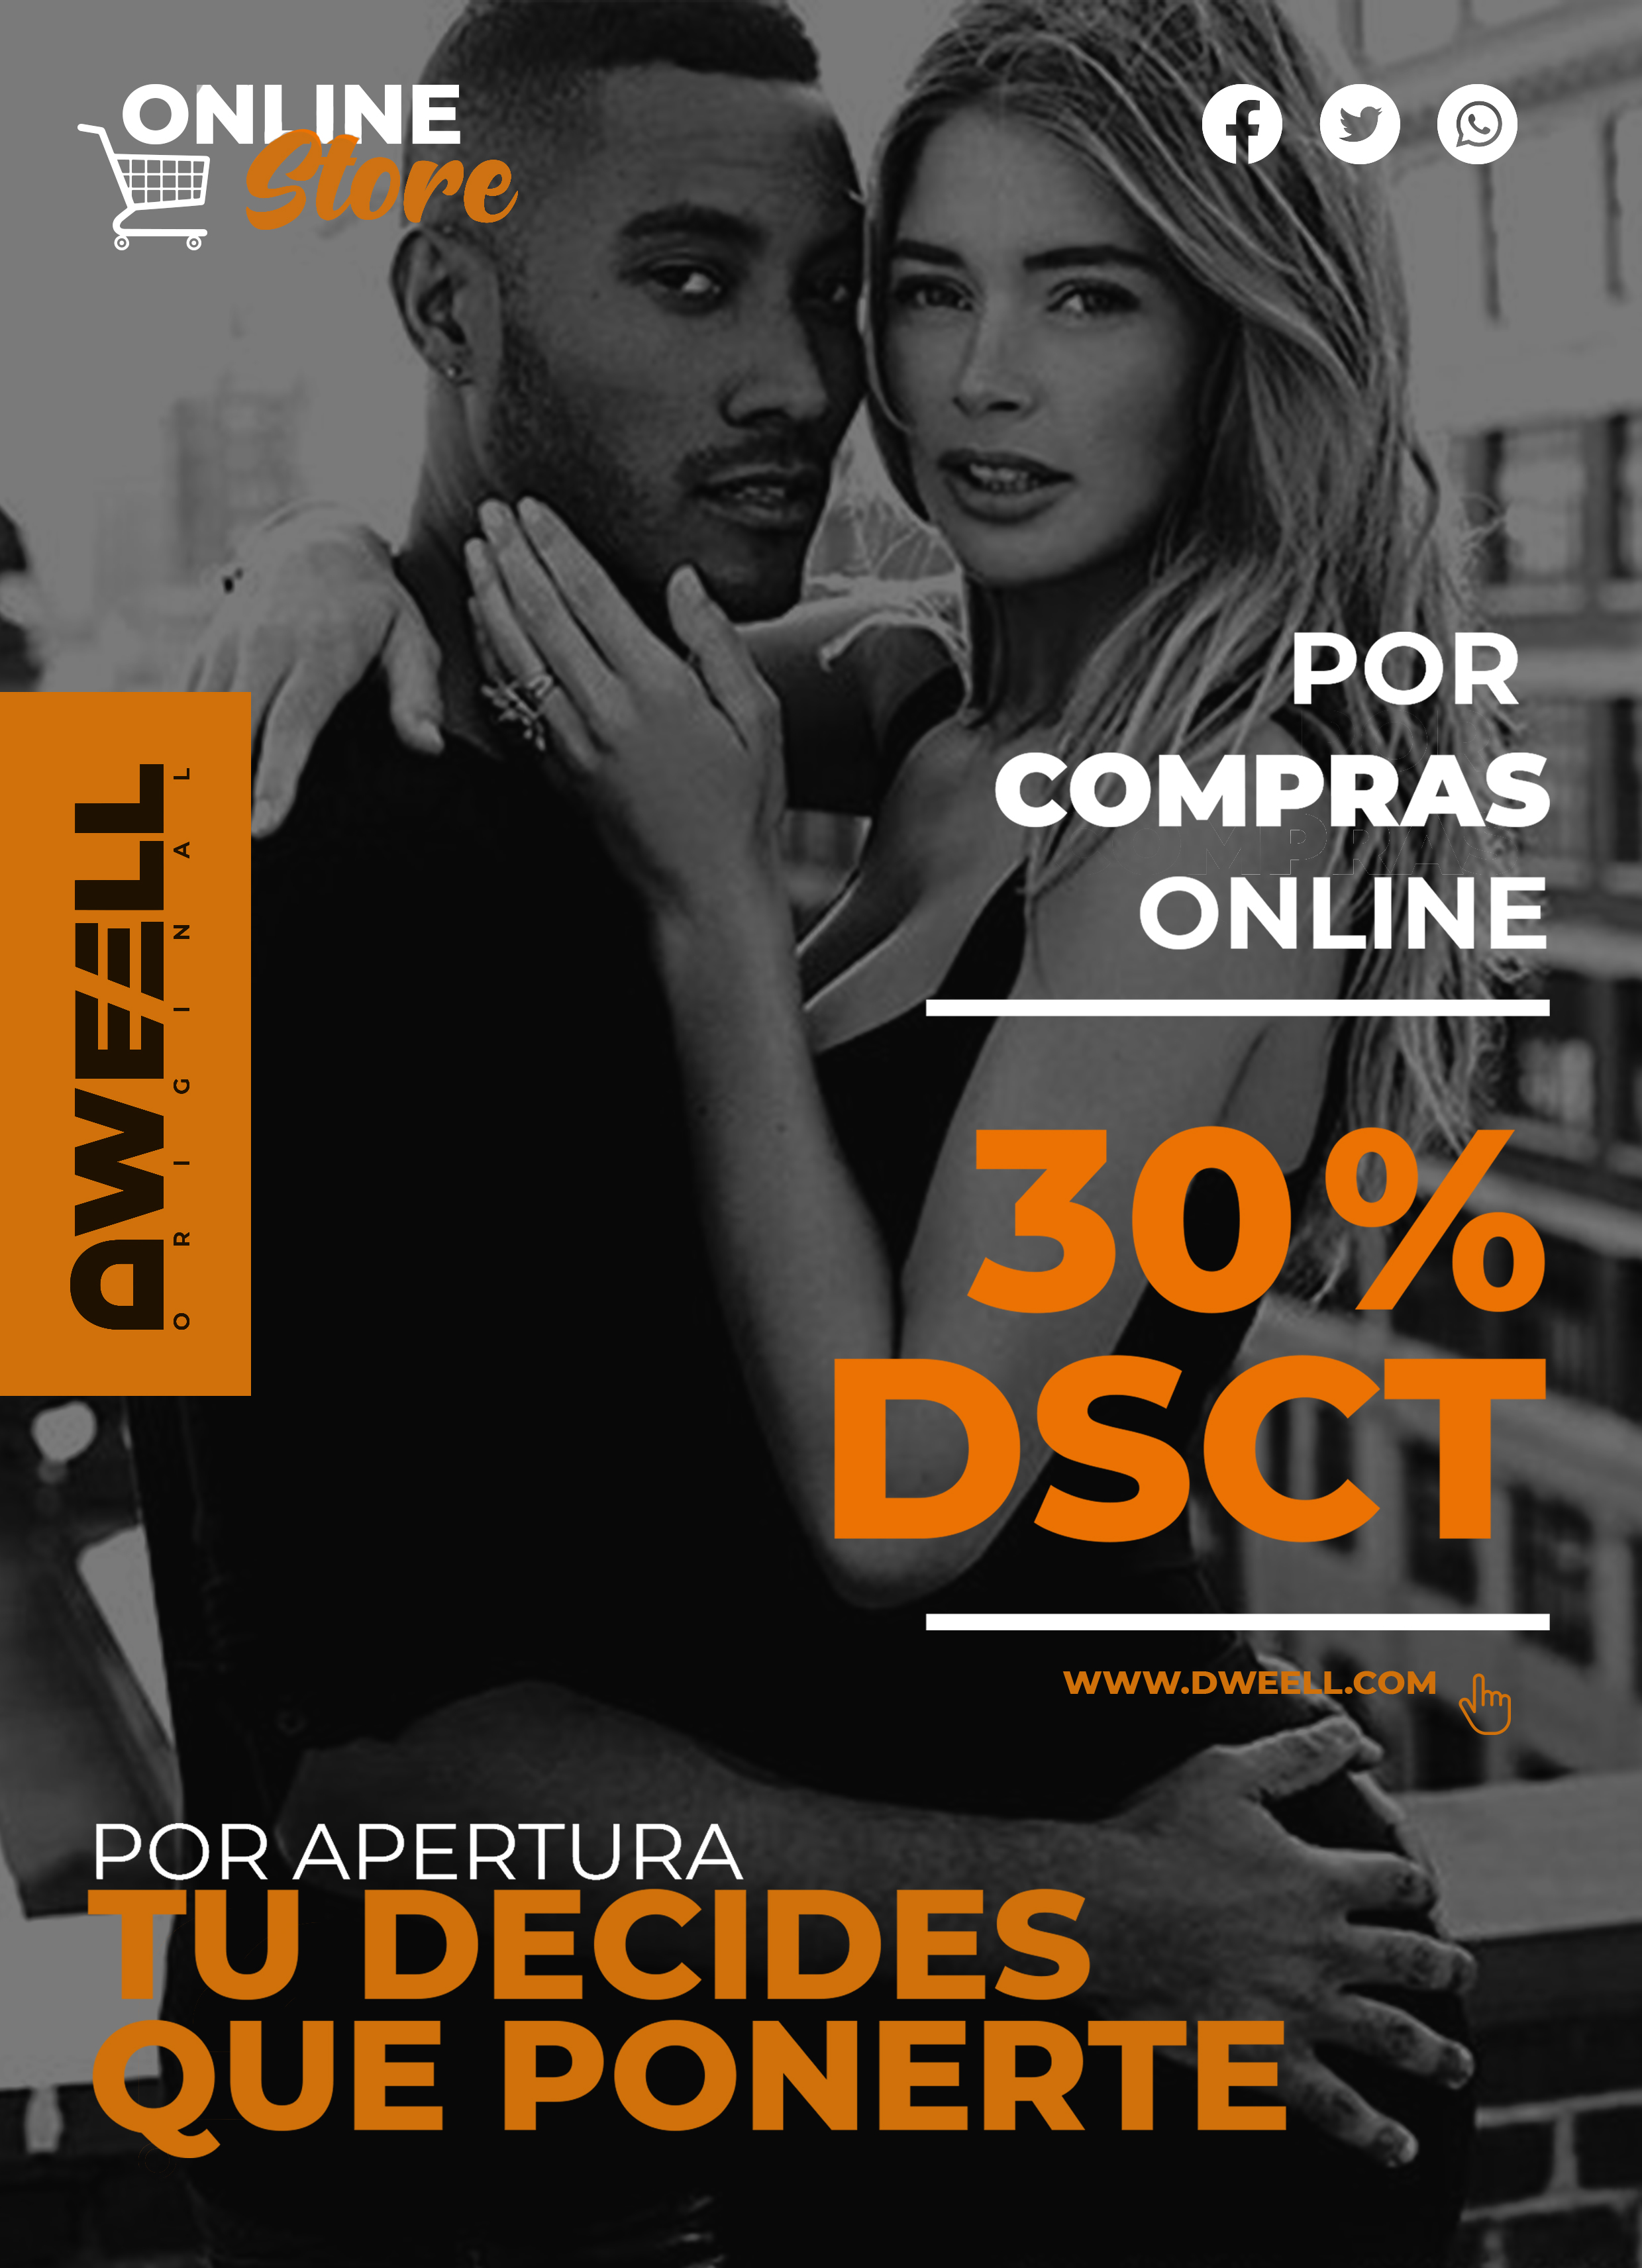 ONLINE
Store
POR
COMPRAS
ONLINE
DWEELL
ORIGINAL
30%
DSCT
WWW.DWEELL.COM
POR APERTURA
TU DECIDES
QUE PONERTE